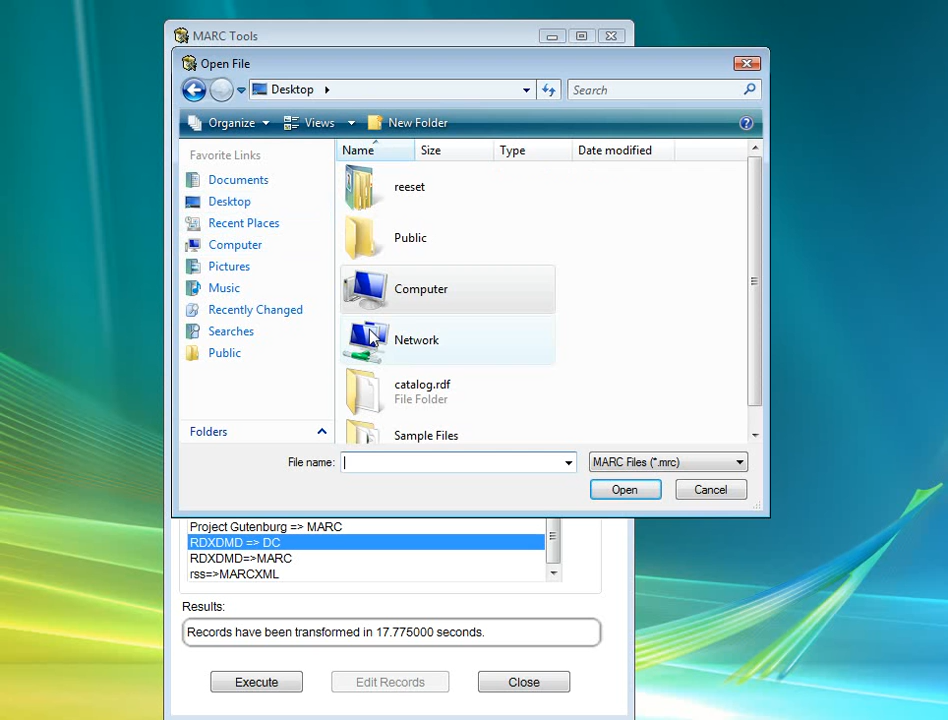 MARC Tools
Open File
Desktop
Search
Organize
Views
New Folder
Favorite Links
Documents
Desktop
Recent Places
Computer
Pictures
Music
Recently Changed
Searches
Public
Folders
Name
Size
Type
Date modified
reeset
Public
Computer
Network
catalog.rdf
File Folder
Sample Files
File name:
MARC Files (*.mrc)
Open
Cancel
Project Gutenburg => MARC
RDXDMD => DC
RDXDMD=>MARC
rss=>MARCXML
Results:
Records have been transformed in 17.775000 seconds.
Execute
Edit Records
Close